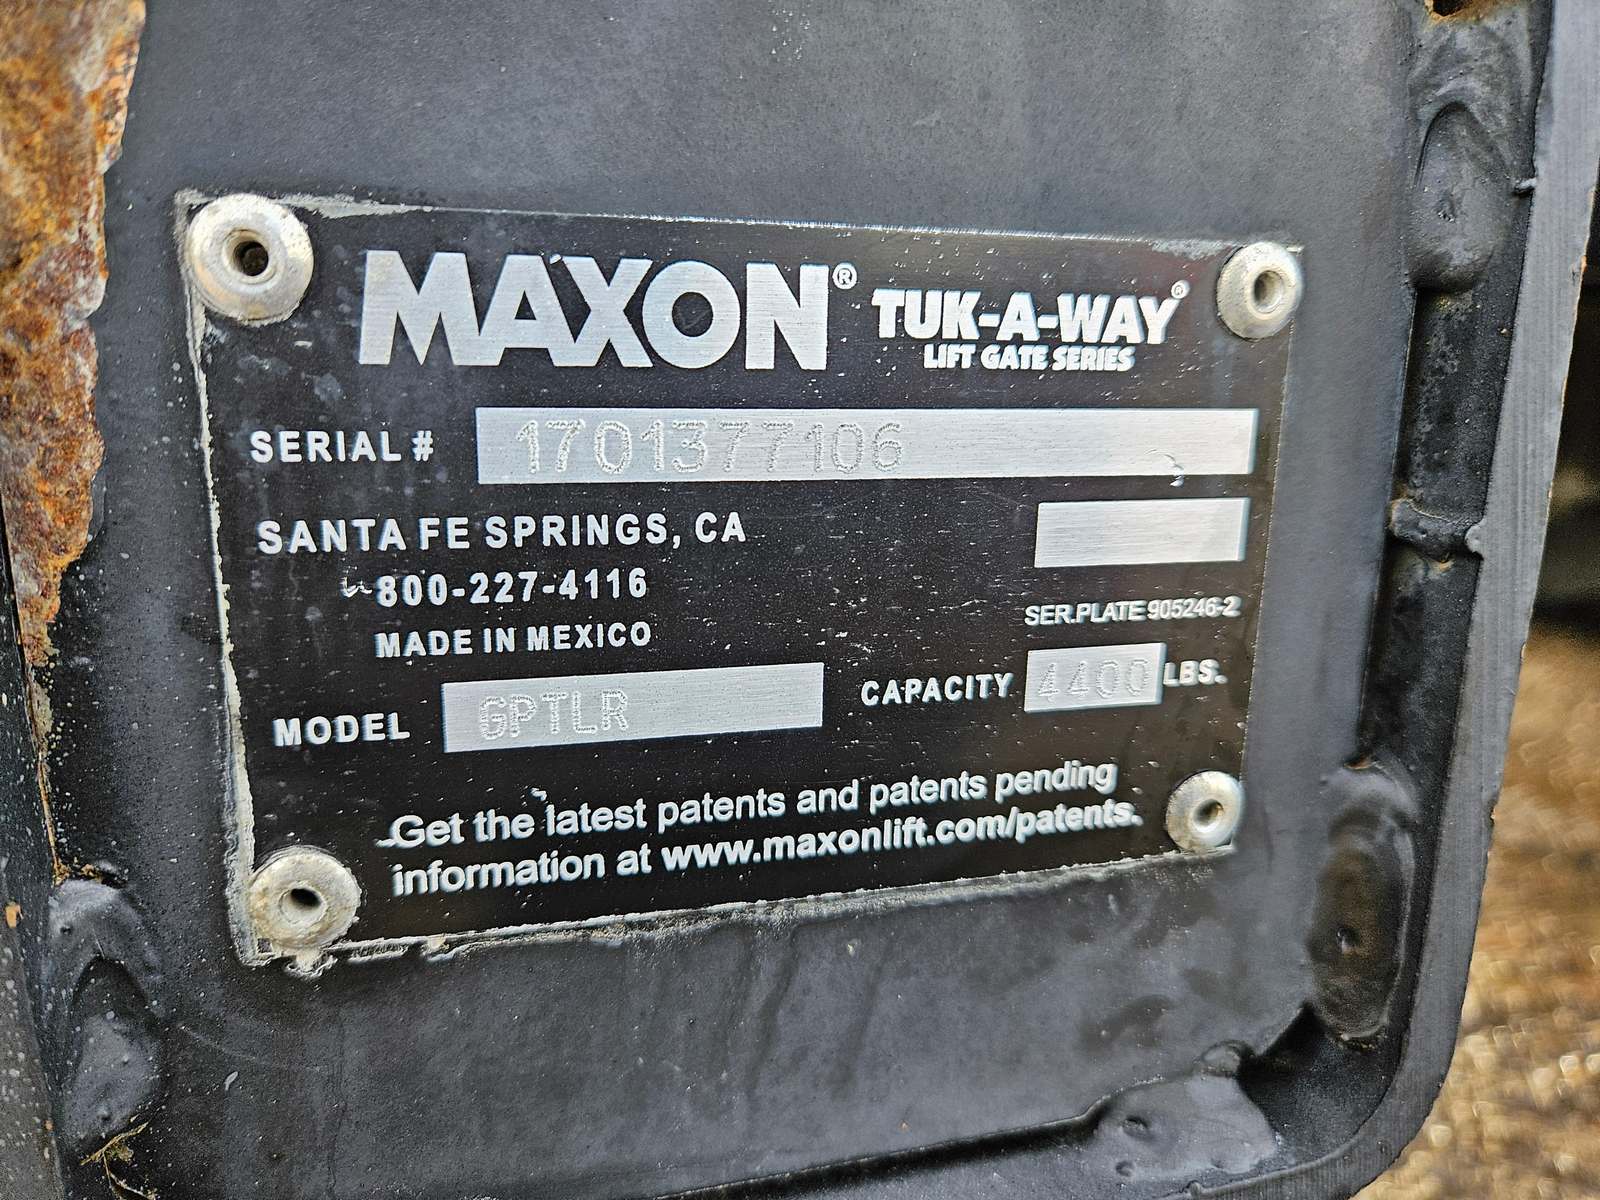 MAXON® TUK-A-WAY®
LIFT GATE SERIES
SERIAL # 1701377106
SANTA FE SPRINGS, CA
800-227-4116
MADE IN MEXICO
SER.PLATE 905246-2
MODEL GPTLR CAPACITY 4400 LBS.
Get the latest patents and patents pending
information at www.maxonlift.com/patents.